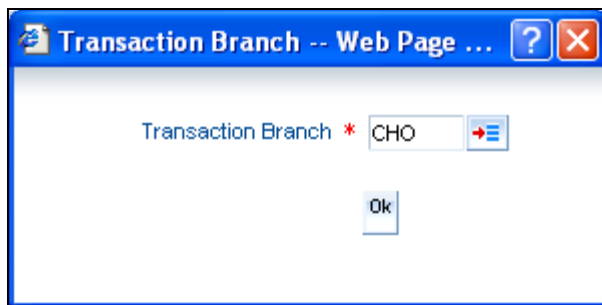 Transaction Branch -- Web Page ... ?
Transaction Branch * CHO
Ok